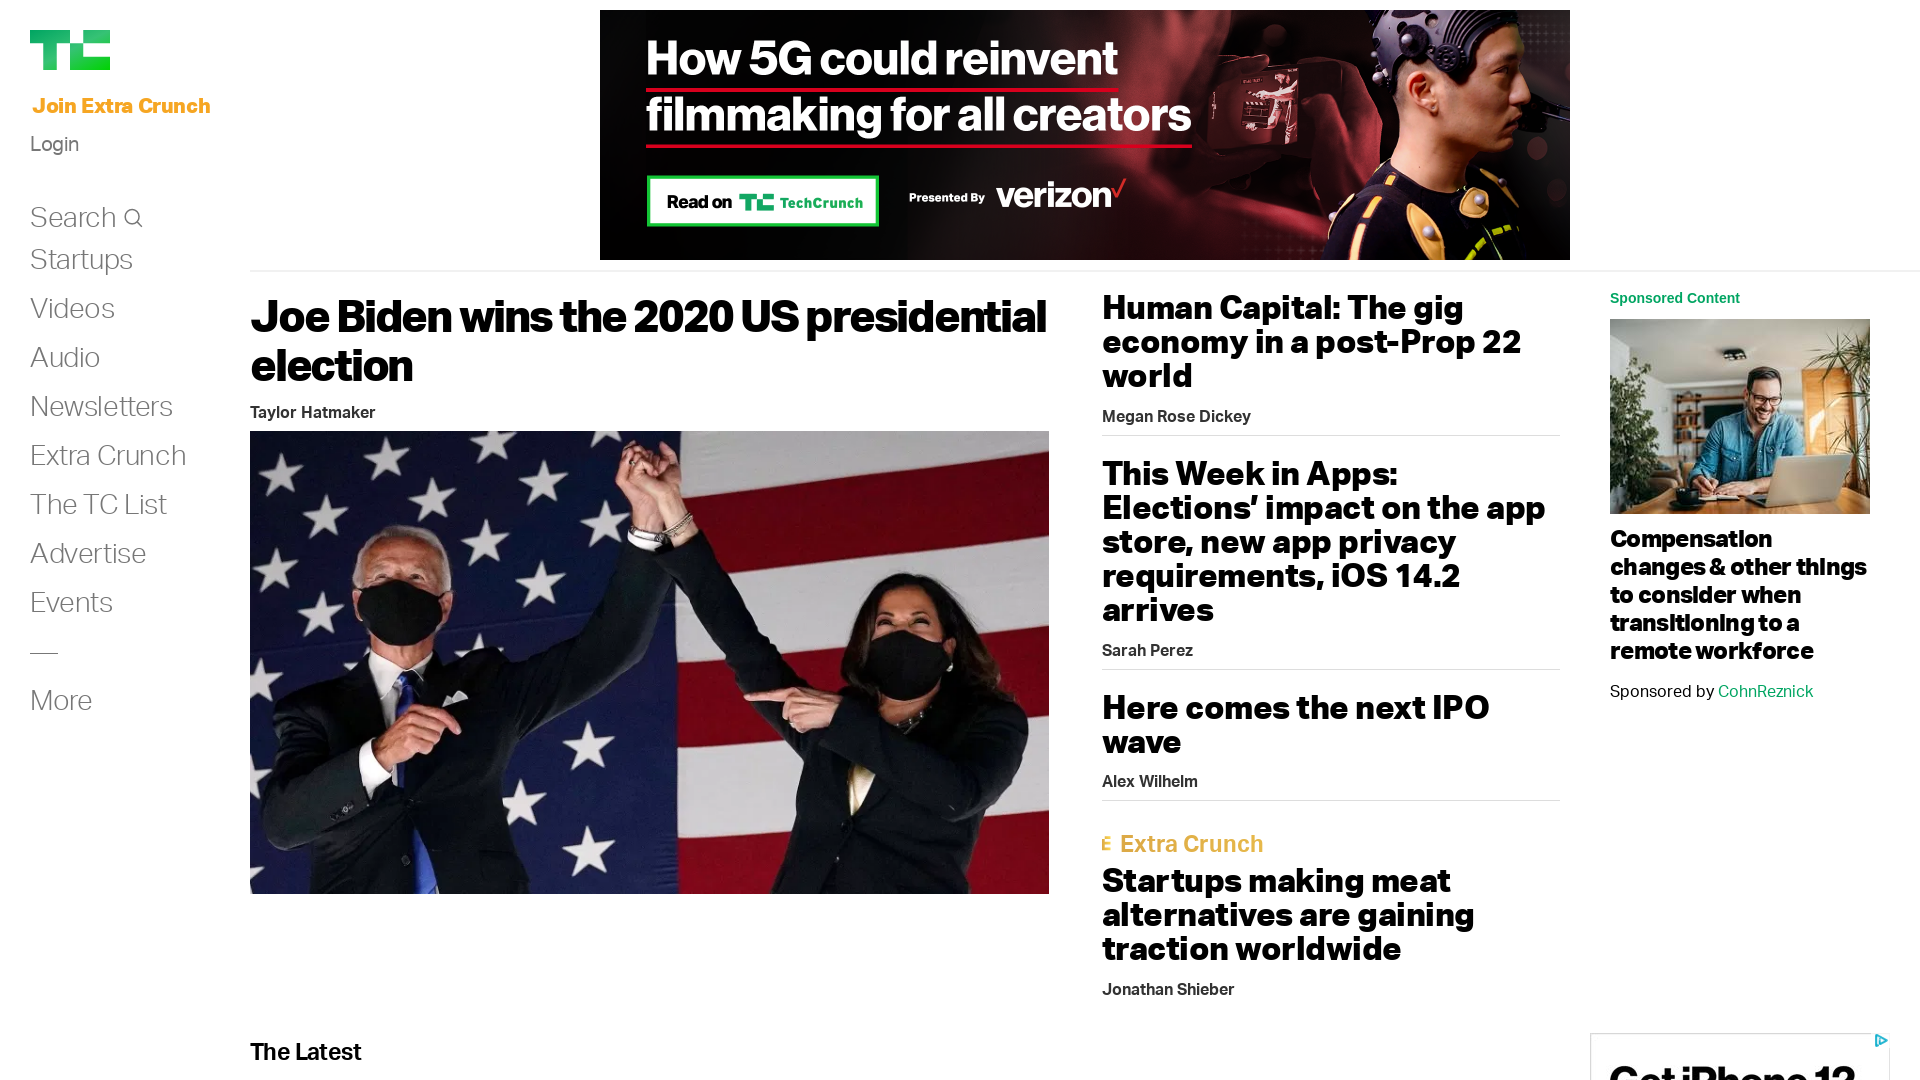 TC
Join Extra Crunch
Login
Search
Startups
Videos
Audio
Newsletters
Extra Crunch
The TC List
Advertise
Events
More
How 5G could reinvent
filmmaking for all creators
Read on TC TechCrunch
Presented By verizon
Joe Biden wins the 2020 US presidential
election
Taylor Hatmaker
Human Capital: The gig
economy in a post-Prop 22
world
Megan Rose Dickey
This Week in Apps:
Elections’ impact on the app
store, new app privacy
requirements, iOS 14.2
arrives
Sarah Perez
Here comes the next IPO
wave
Alex Wilhelm
Extra Crunch
Startups making meat
alternatives are gaining
traction worldwide
Jonathan Shieber
Sponsored Content
Compensation
changes & other things
to consider when
transitioning to a
remote workforce
Sponsored by CohnReznick
The Latest
Get iPhone 12